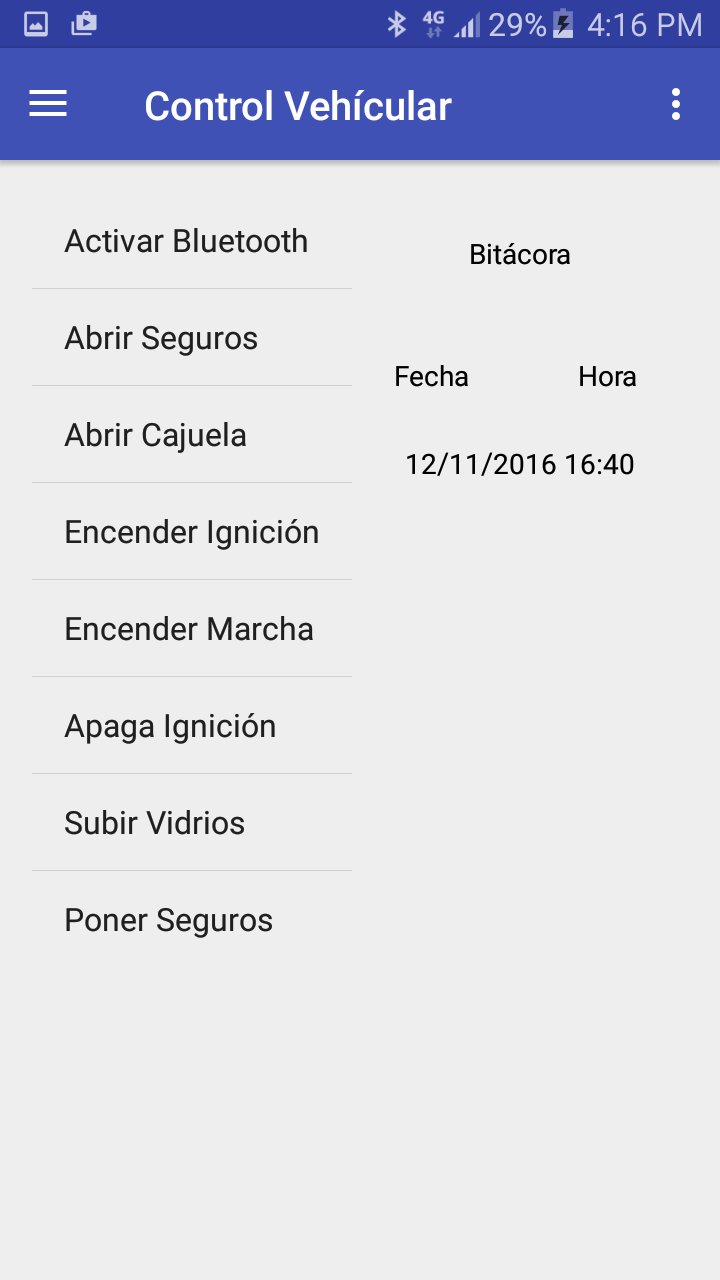 4G 29% 4:16 PM
Control Vehícular
Activar Bluetooth
Abrir Seguros
Abrir Cajuela
Encender Ignición
Encender Marcha
Apaga Ignición
Subir Vidrios
Poner Seguros
Bitácora
Fecha Hora
12/11/2016 16:40